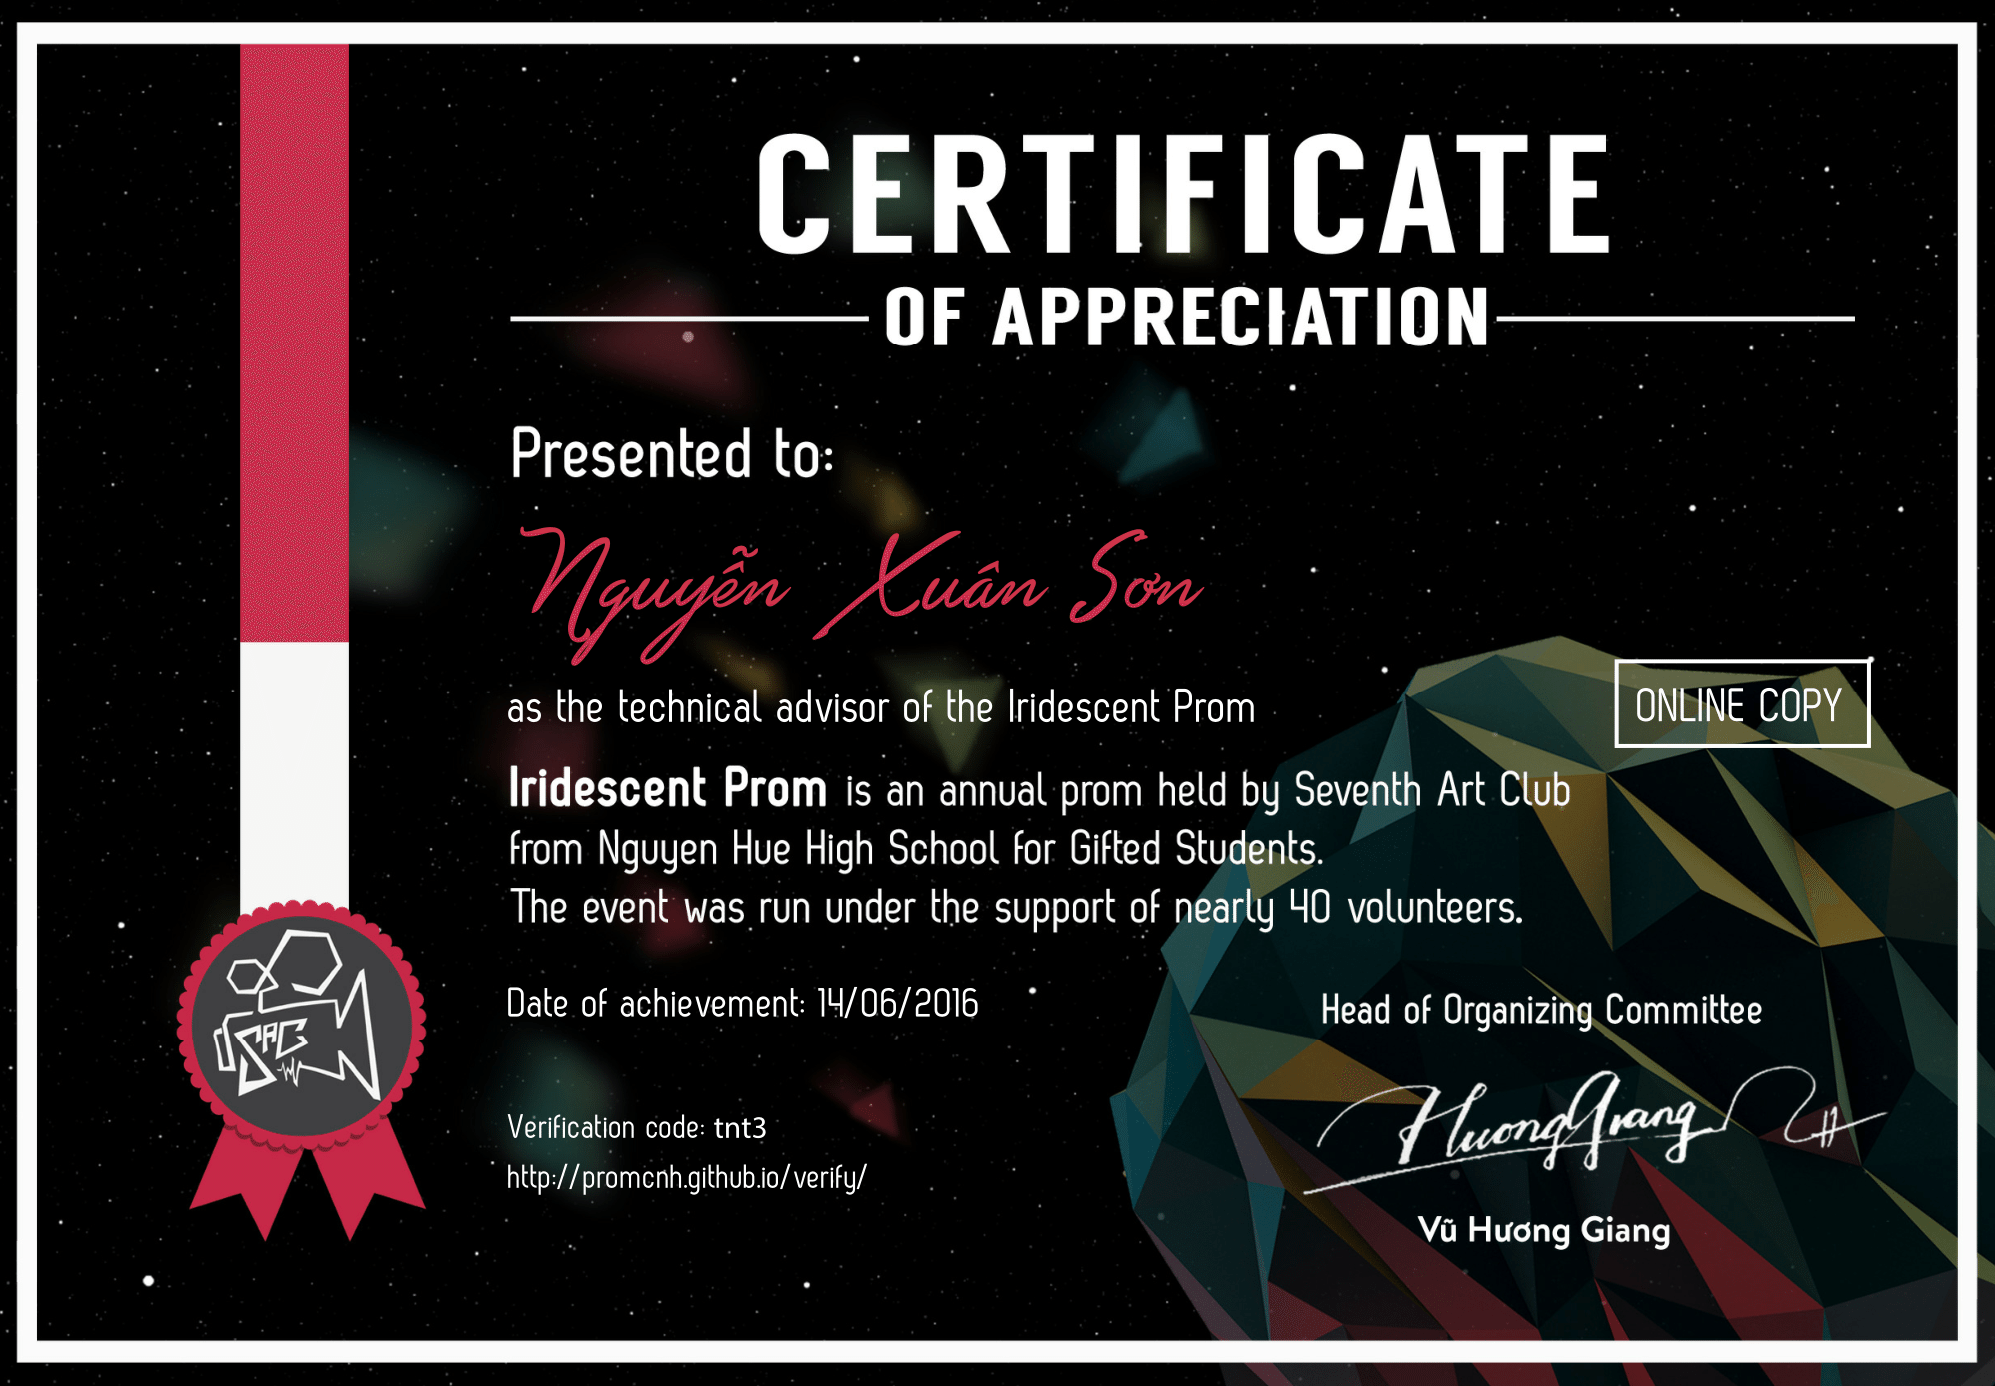 CERTIFICATE
OF APPRECIATION
Presented to:
Nguyễn Xuân Sơn
as the technical advisor of the Iridescent Prom
ONLINE COPY
Iridescent Prom is an annual prom held by Seventh Art Club
from Nguyen Hue High School for Gifted Students.
The event was run under the support of nearly 40 volunteers.
Date of achievement: 14/06/2016
Head of Organizing Committee
SAC
HuongGiang
Verification code: tnt3
http://promcnh.github.io/verify/
Vũ Hương Giang